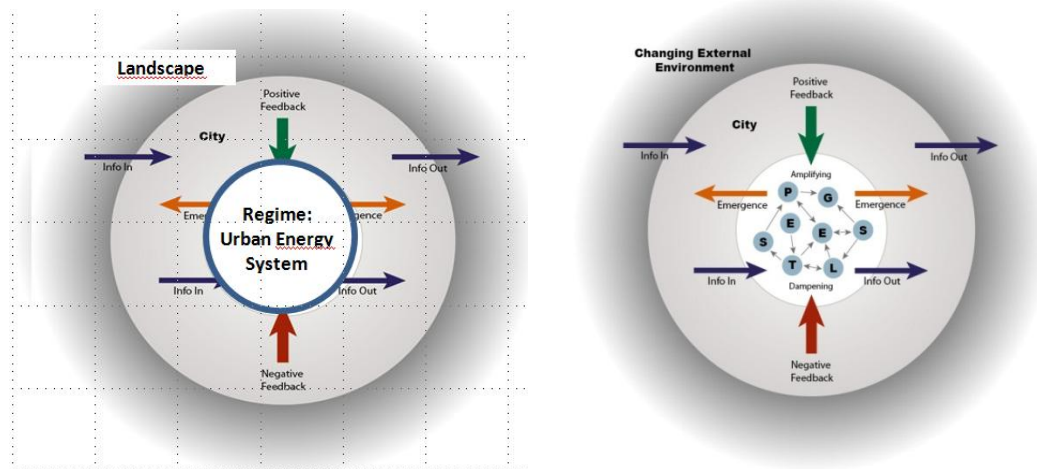 Landscape
Positive
Feedback
City
Info In
Info Out
Emergence
Regime:
Urban Energy
System
Info In
Info Out
Negative
Feedback
Changing External
Environment
Positive
Feedback
City
Info In
Info Out
Amplifying
P
G
Emergence
Emergence
E
E
S
S
T
L
Info In
Info Out
Dampening
Negative
Feedback